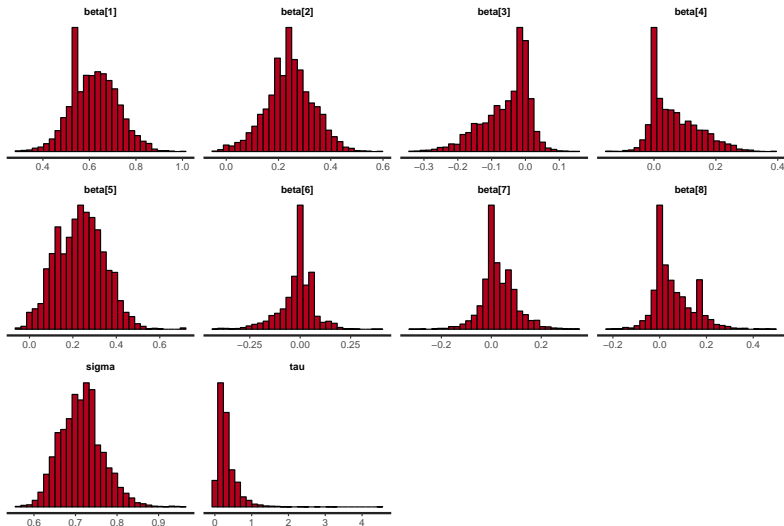 beta[1] beta[2] beta[3] beta[4]
0.4 0.6 0.8 1.0 0.0 0.2 0.4 0.6 −0.3 −0.2 −0.1 0.0 0.1 0.0 0.2 0.4
beta[5] beta[6] beta[7] beta[8]
0.0 0.2 0.4 0.6 −0.25 0.00 0.25 −0.2 0.0 0.2 −0.2 0.0 0.2 0.4
sigma tau
0.6 0.7 0.8 0.9 0 1 2 3 4